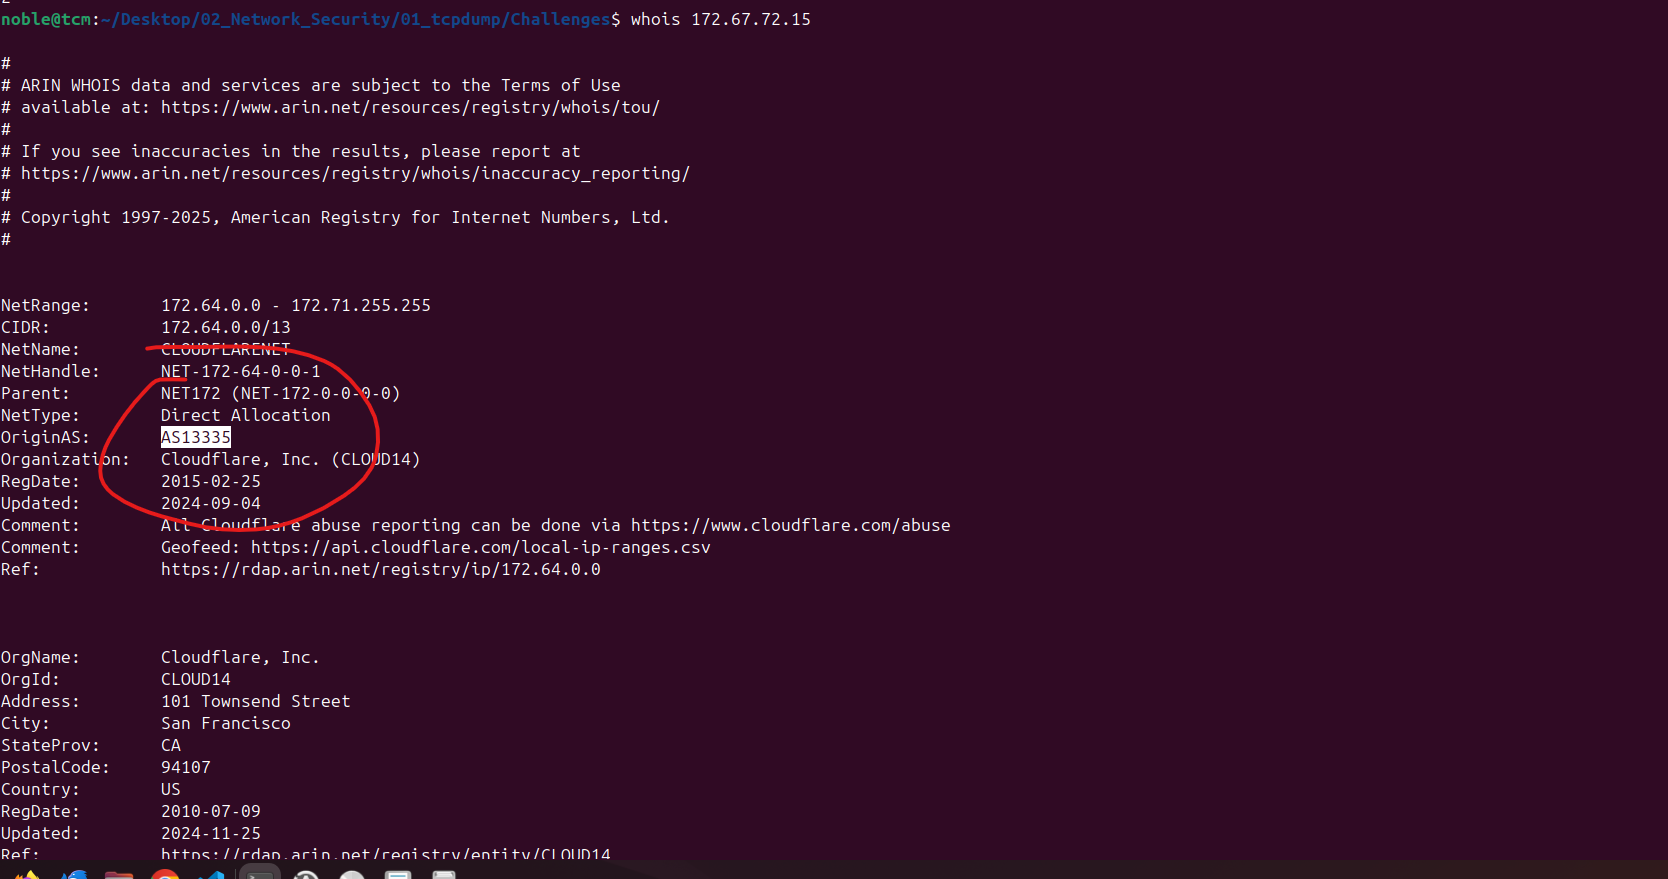 noble@tcm:~/Desktop/02_Network_Security/01_tcpdump/Challenges$ whois 172.67.72.15
#
# ARIN WHOIS data and services are subject to the Terms of Use
# available at: https://www.arin.net/resources/registry/whois/tou/
#
# If you see inaccuracies in the results, please report at
# https://www.arin.net/resources/registry/whois/inaccuracy_reporting/
#
# Copyright 1997-2025, American Registry for Internet Numbers, Ltd.
#
NetRange: 172.64.0.0 - 172.71.255.255
CIDR: 172.64.0.0/13
NetName: CLOUDFLARENET
NetHandle: NET-172-64-0-0-1
Parent: NET172 (NET-172-0-0-0-0)
NetType: Direct Allocation
OriginAS: AS13335
Organization: Cloudflare, Inc. (CLOUD14)
RegDate: 2015-02-25
Updated: 2024-09-04
Comment: All Cloudflare abuse reporting can be done via https://www.cloudflare.com/abuse
Comment: Geofeed: https://api.cloudflare.com/local-ip-ranges.csv
Ref: https://rdap.arin.net/registry/ip/172.64.0.0
OrgName: Cloudflare, Inc.
OrgId: CLOUD14
Address: 101 Townsend Street
City: San Francisco
StateProv: CA
PostalCode: 94107
Country: US
RegDate: 2010-07-09
Updated: 2024-11-25
Ref: https://rdap.arin.net/registry/entity/CLOUD14